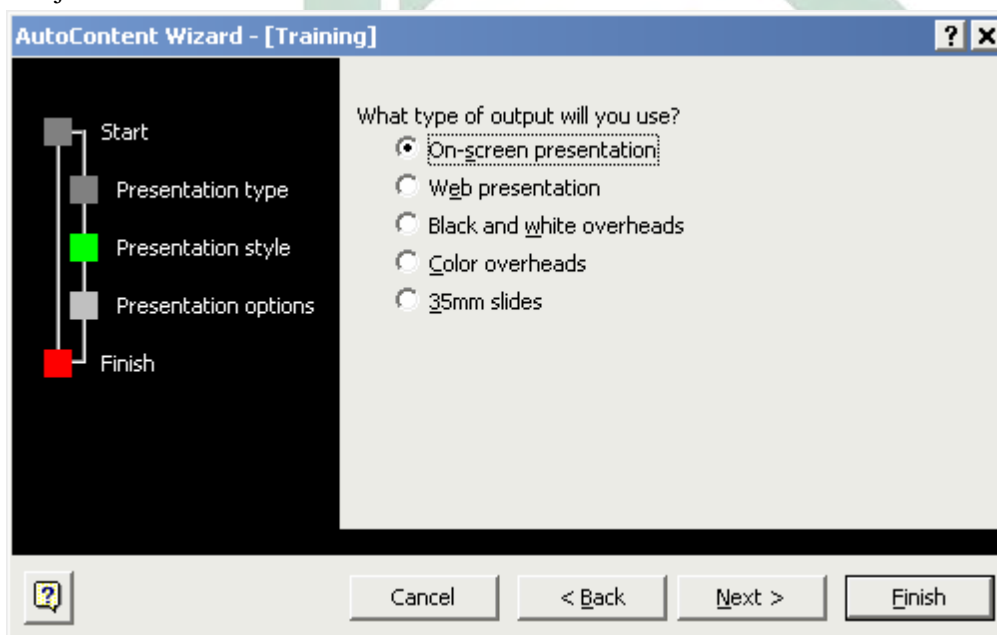 AutoContent Wizard - [Training]
Start
Presentation type
Presentation style
Presentation options
Finish
What type of output will you use?
On-screen presentation
Web presentation
Black and white overheads
Color overheads
35mm slides
Cancel
< Back
Next >
Finish